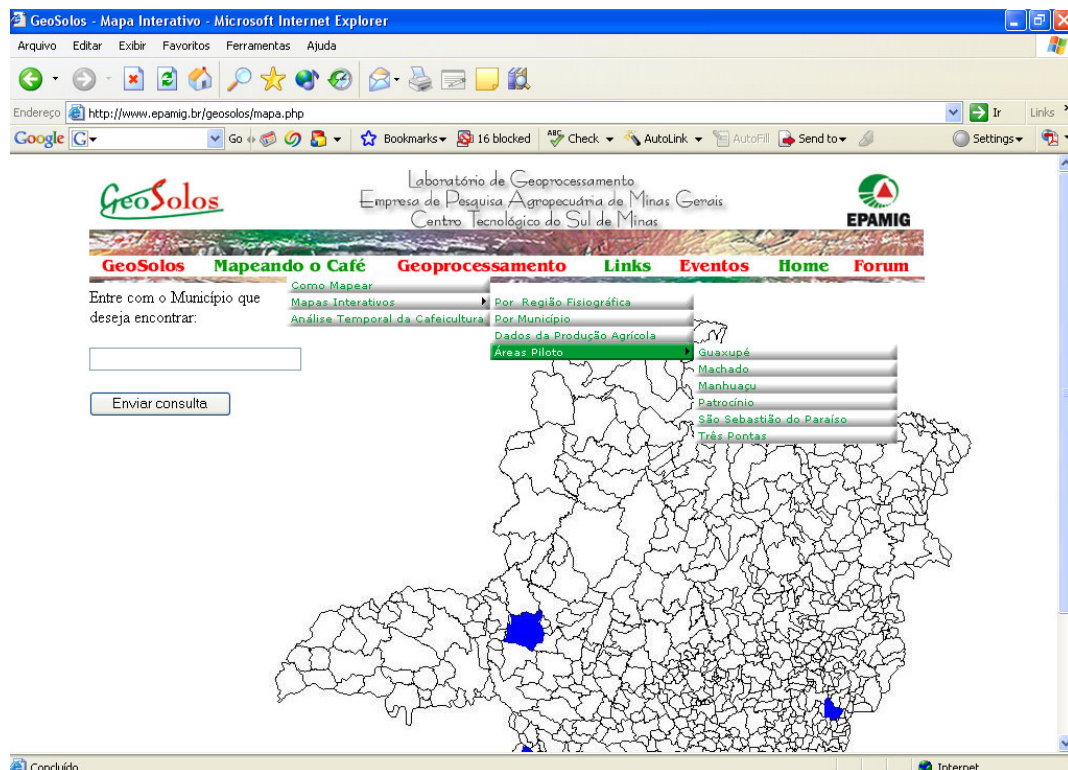 GeoSolos - Mapa Interativo - Microsoft Internet Explorer
Arquivo Editar Exibir Favoritos Ferramentas Ajuda
Endereço http://www.epamig.br/geosolos/mapa.php Ir Links
Google G Go Bookmarks 16 blocked ABC Check AutoLink AutoFill Send to Settings
GeoSolos
Laboratório de Geoprocessamento
Empresa de Pesquisa Agropecuária de Minas Gerais
Centro Tecnológico do Sul de Minas
EPAMIG
GeoSolos Mapeando o Café Geoprocessamento Links Eventos Home Forum
Entre com o Município que
deseja encontrar:
Enviar consulta
Como Mapear
Mapas Interativos
Análise Temporal da Cafeicultura
Por Região Fisiográfica
Por Município
Dados da Produção Agrícola
Áreas Piloto
Guaxupé
Machado
Manhuaçu
Patrocínio
São Sebastião do Paraíso
Três Pontas
Concluído Internet